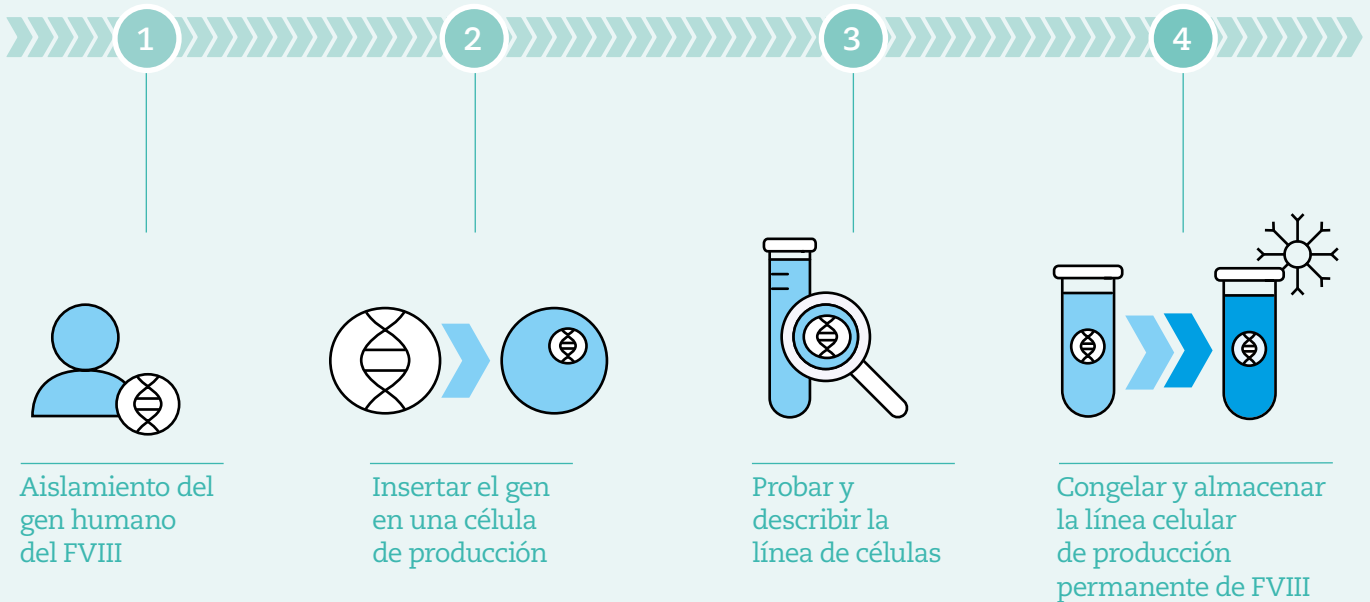 1
2
3
4
Aislamiento del
gen humano
del FVIII
Insertar el gen
en una célula
de producción
Probar y
describir la
línea de células
Congelar y almacenar
la línea celular
de producción
permanente de FVIII